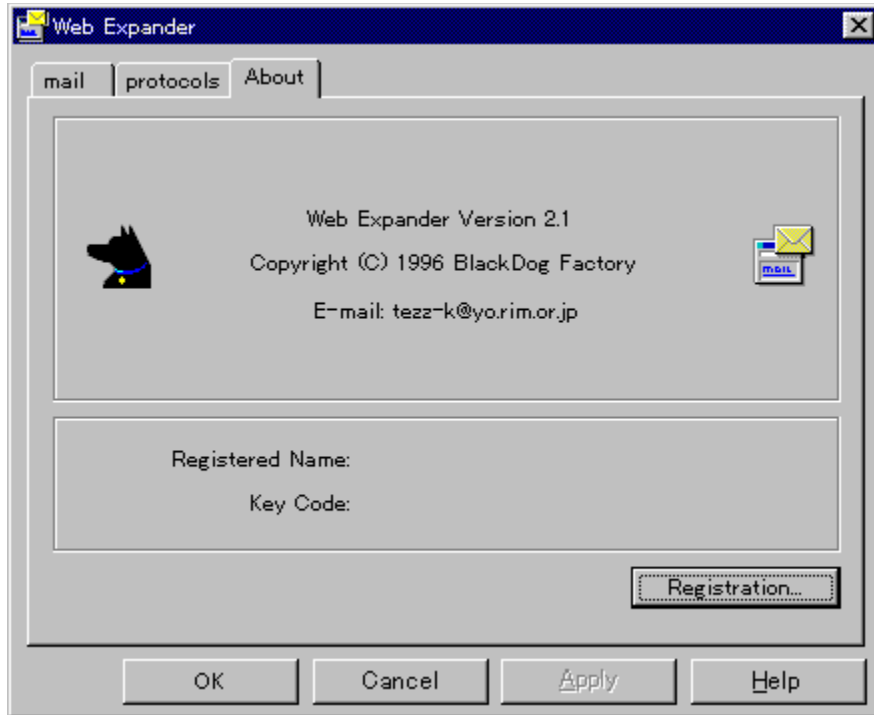 Web Expander
mail protocols About
Web Expander Version 2.1
Copyright (C) 1996 BlackDog Factory
E-mail: tezz-k@yo.rim.or.jp
MAIL
Registered Name:
Key Code:
Registration...
OK Cancel Apply Help